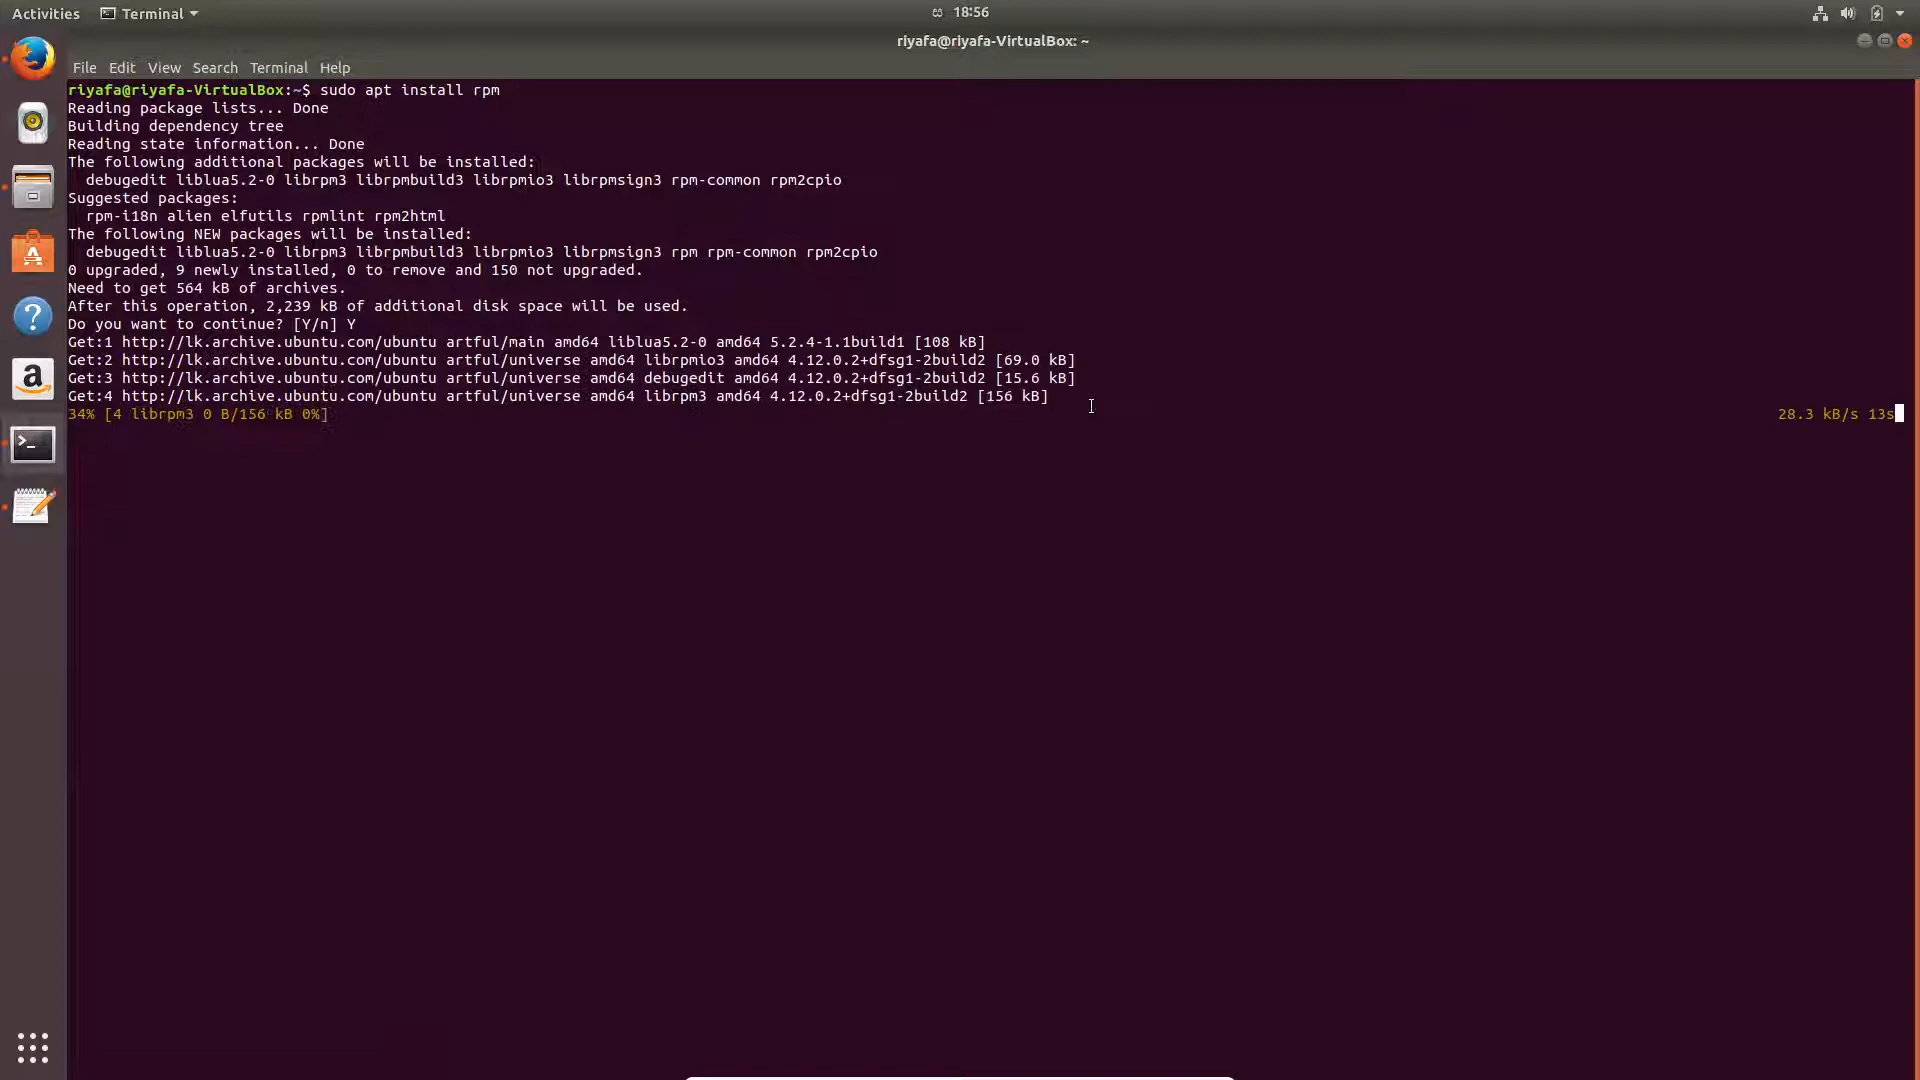 Activities Terminal සි 18:56
riyafa@riyafa-VirtualBox: ~
File Edit View Search Terminal Help
riyafa@riyafa-VirtualBox:~$ sudo apt install rpm
Reading package lists... Done
Building dependency tree
Reading state information... Done
The following additional packages will be installed:
debugedit liblua5.2-0 librpm3 librpmbuild3 librpmio3 librpmsign3 rpm-common rpm2cpio
Suggested packages:
rpm-i18n alien elfutils rpmlint rpm2html
The following NEW packages will be installed:
debugedit liblua5.2-0 librpm3 librpmbuild3 librpmio3 librpmsign3 rpm rpm-common rpm2cpio
0 upgraded, 9 newly installed, 0 to remove and 150 not upgraded.
Need to get 564 kB of archives.
After this operation, 2,239 kB of additional disk space will be used.
Do you want to continue? [Y/n] Y
Get:1 http://lk.archive.ubuntu.com/ubuntu artful/main amd64 liblua5.2-0 amd64 5.2.4-1.1build1 [108 kB]
Get:2 http://lk.archive.ubuntu.com/ubuntu artful/universe amd64 librpmio3 amd64 4.12.0.2+dfsg1-2build2 [69.0 kB]
Get:3 http://lk.archive.ubuntu.com/ubuntu artful/universe amd64 debugedit amd64 4.12.0.2+dfsg1-2build2 [15.6 kB]
Get:4 http://lk.archive.ubuntu.com/ubuntu artful/universe amd64 librpm3 amd64 4.12.0.2+dfsg1-2build2 [156 kB]
34% [4 librpm3 0 B/156 kB 0%] 28.3 kB/s 13s